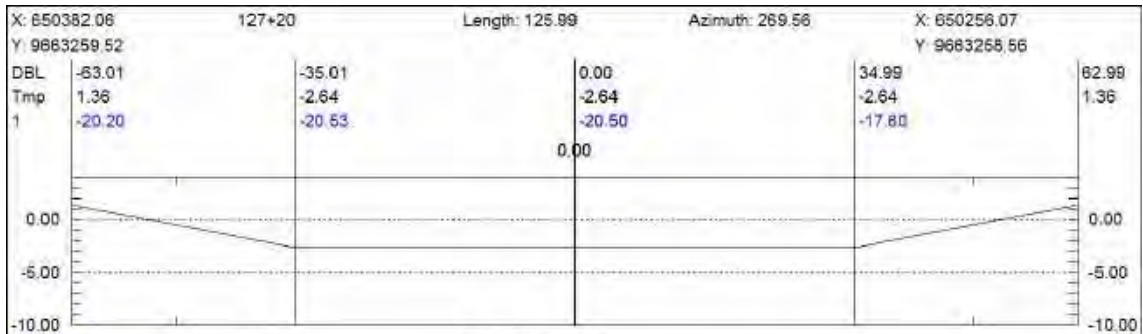 X: 650382.06 127+20 Length: 125.99 Azimuth: 269.56 X: 650256.07
Y: 9663259.52 Y: 9663258.56
DBL -63.01 -35.01 0.00 34.99 62.99
Tmp 1.36 -2.64 -2.64 -2.64 1.36
1 -20.20 -20.53 -20.50 -17.60
0.00
0.00 0.00
-5.00 -5.00
-10.00 -10.00